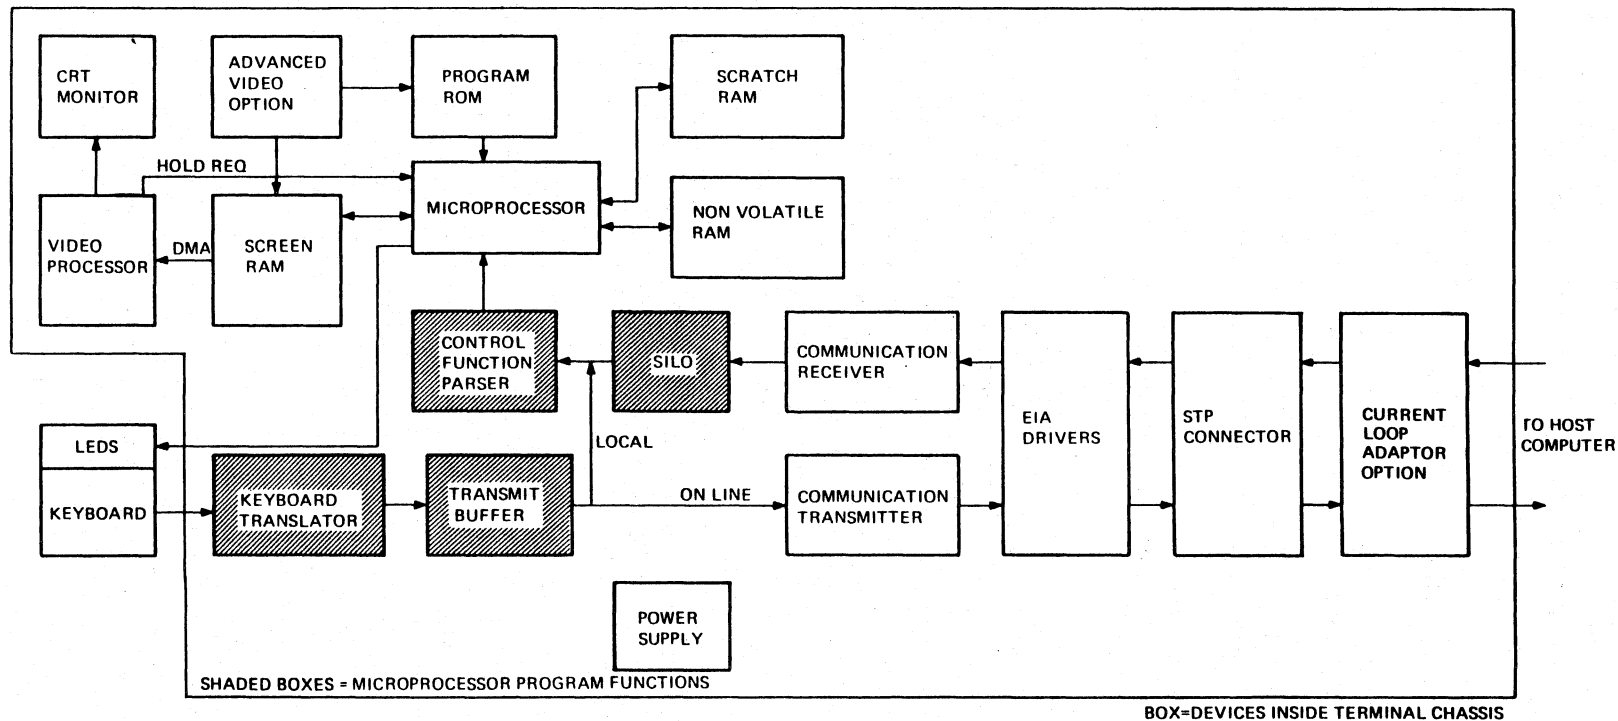 CRT
MONITOR
ADVANCED
VIDEO
OPTION
PROGRAM
ROM
SCRATCH
RAM
HOLD REQ
MICROPROCESSOR
NON VOLATILE
RAM
VIDEO
PROCESSOR
DMA
SCREEN
RAM
CONTROL
FUNCTION
PARSER
SILO
COMMUNICATION
RECEIVER
EIA
DRIVERS
STP
CONNECTOR
CURRENT
LOOP
ADAPTOR
OPTION
TO HOST
COMPUTER
LEDS
KEYBOARD
LOCAL
KEYBOARD
TRANSLATOR
TRANSMIT
BUFFER
ON LINE
COMMUNICATION
TRANSMITTER
POWER
SUPPLY
SHADED BOXES = MICROPROCESSOR PROGRAM FUNCTIONS
BOX=DEVICES INSIDE TERMINAL CHASSIS